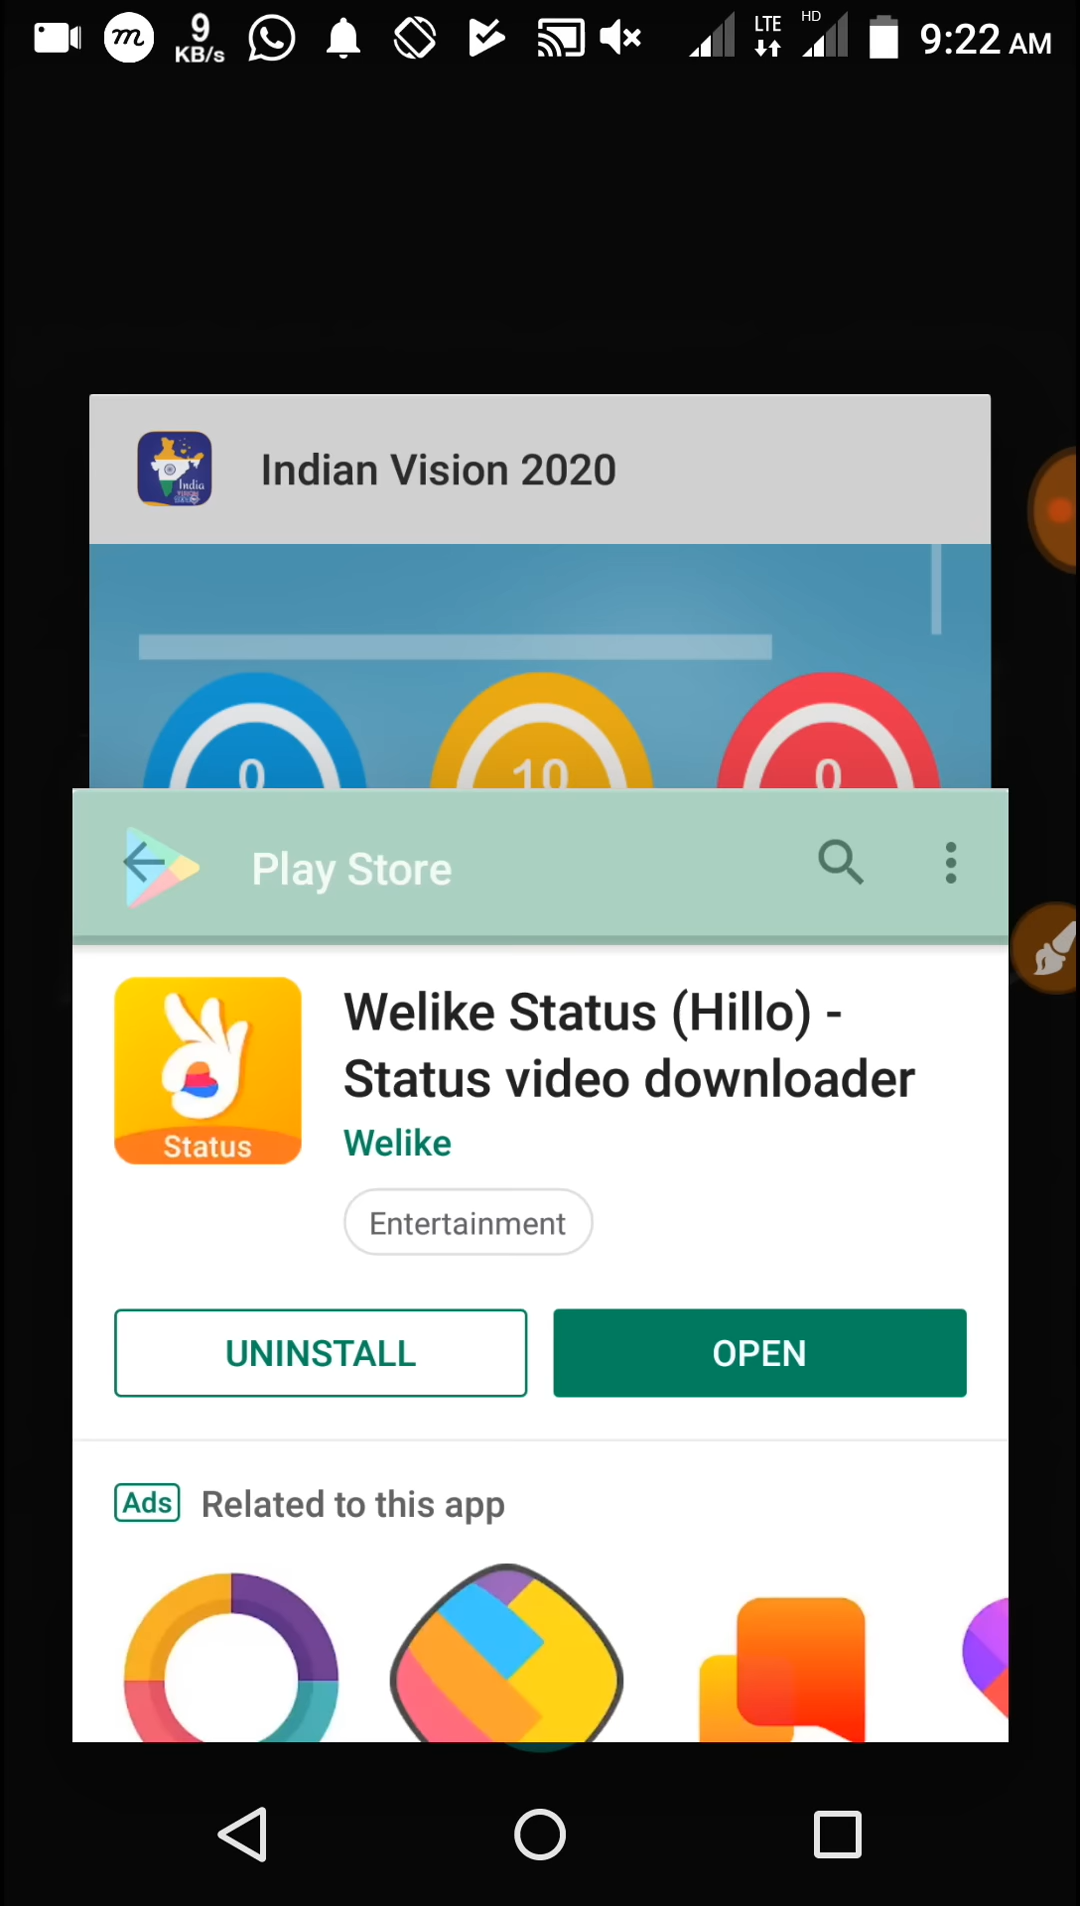 m
9
KB/s
LTE
HD
9:22 AM
Indian Vision 2020
India
0
10
0
Play Store
Welike Status (Hillo) -
Status video downloader
Status
Welike
Entertainment
UNINSTALL
OPEN
Ads Related to this app